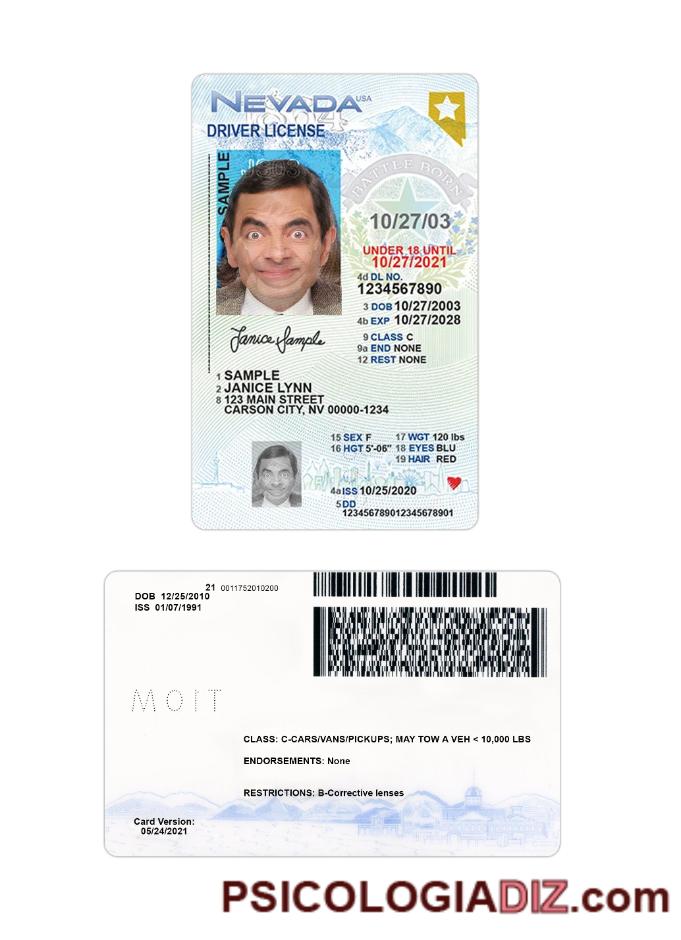 NEVADA USA
1864
DRIVER LICENSE
SAMPLE
BATTLE BORN
10/27/03
UNDER 18 UNTIL
10/27/2021
4d DL NO.
1234567890
3 DOB 10/27/2003
4b EXP 10/27/2028
9 CLASS C
9a END NONE
12 REST NONE
Janice Sample
1 SAMPLE
2 JANICE LYNN
8 123 MAIN STREET
CARSON CITY, NV 00000-1234
15 SEX F 17 WGT 120 lbs
16 HGT 5'-06" 18 EYES BLU
19 HAIR RED
4a ISS 10/25/2020
5 DD
123456789012345678901
21 0011752010200
DOB 12/25/2010
ISS 01/07/1991
MOIT
CLASS: C-CARS/VANS/PICKUPS; MAY TOW A VEH < 10,000 LBS
ENDORSEMENTS: None
RESTRICTIONS: B-Corrective lenses
Card Version:
05/24/2021
PSICOLOGIADIZ.com